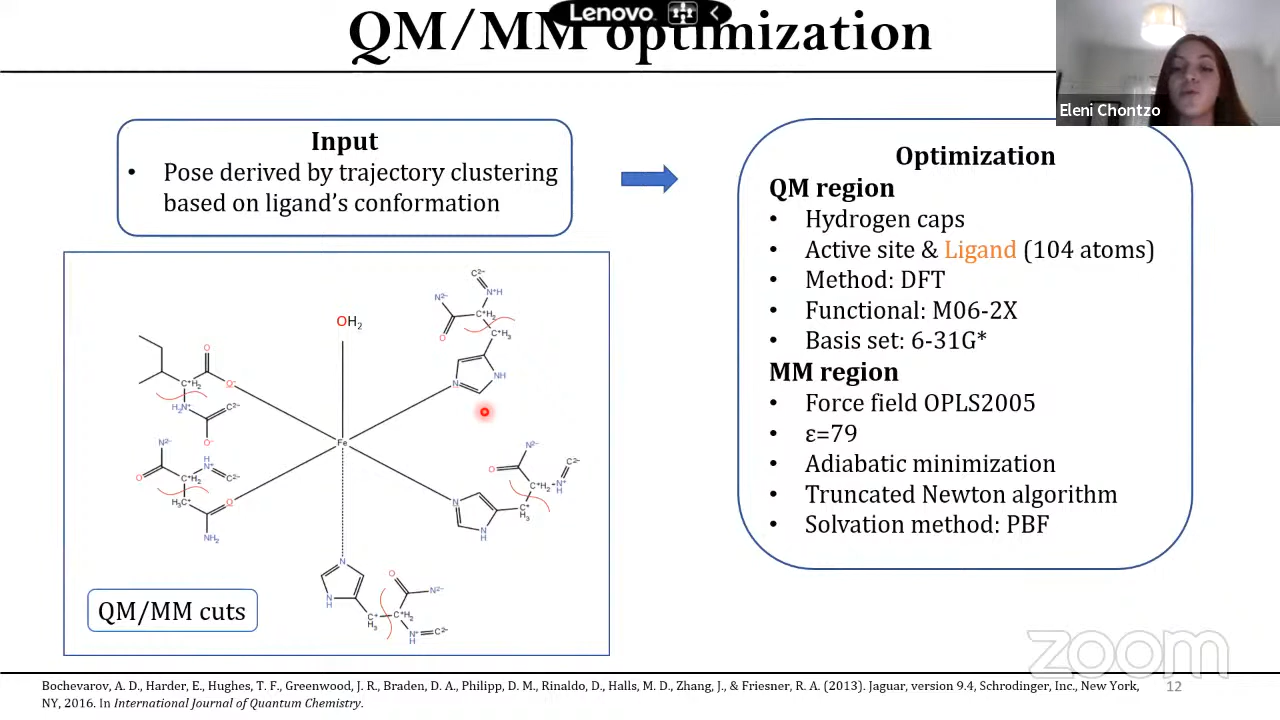 Lenovo
QM/MM optimization
Eleni Chontzo
Input
• Pose derived by trajectory clustering
based on ligand's conformation
Optimization
QM region
• Hydrogen caps
• Active site & Ligand (104 atoms)
• Method: DFT
• Functional: M06-2X
• Basis set: 6-31G*
MM region
• Force field OPLS2005
• ε=79
• Adiabatic minimization
• Truncated Newton algorithm
• Solvation method: PBF
OH₂
Fe
QM/MM cuts
zoom
Bochevarov, A. D., Harder, E., Hughes, T. F., Greenwood, J. R., Braden, D. A., Philipp, D. M., Rinaldo, D., Halls, M. D., Zhang, J., & Friesner, R. A. (2013). Jaguar, version 9.4, Schrodinger, Inc., New York,
NY, 2016. In International Journal of Quantum Chemistry.
12